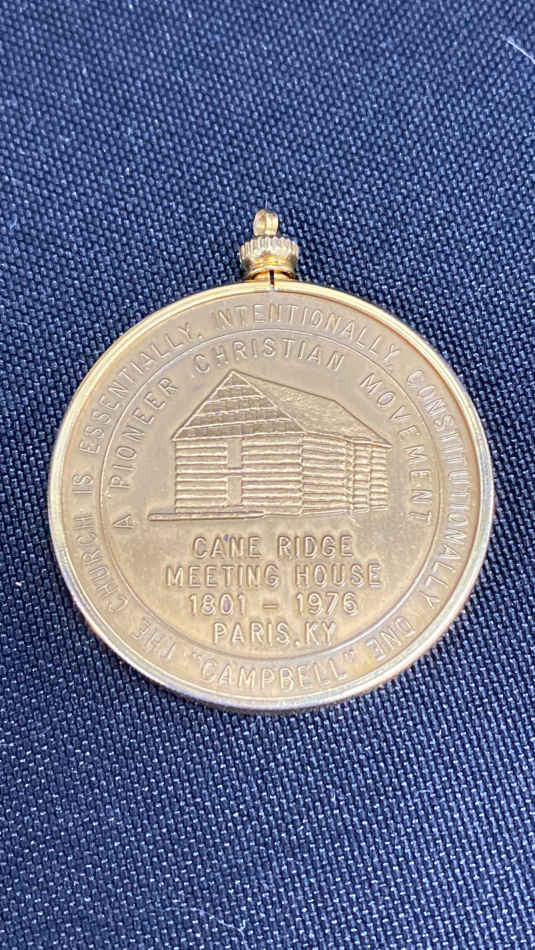 THE CHURCH IS ESSENTIALLY, INTENTIONALLY, CONSTITUTIONALLY ONE
"CAMPBELL"
A PIONEER CHRISTIAN MOVEMENT
CANE RIDGE
MEETING HOUSE
1801 – 1976
PARIS, KY